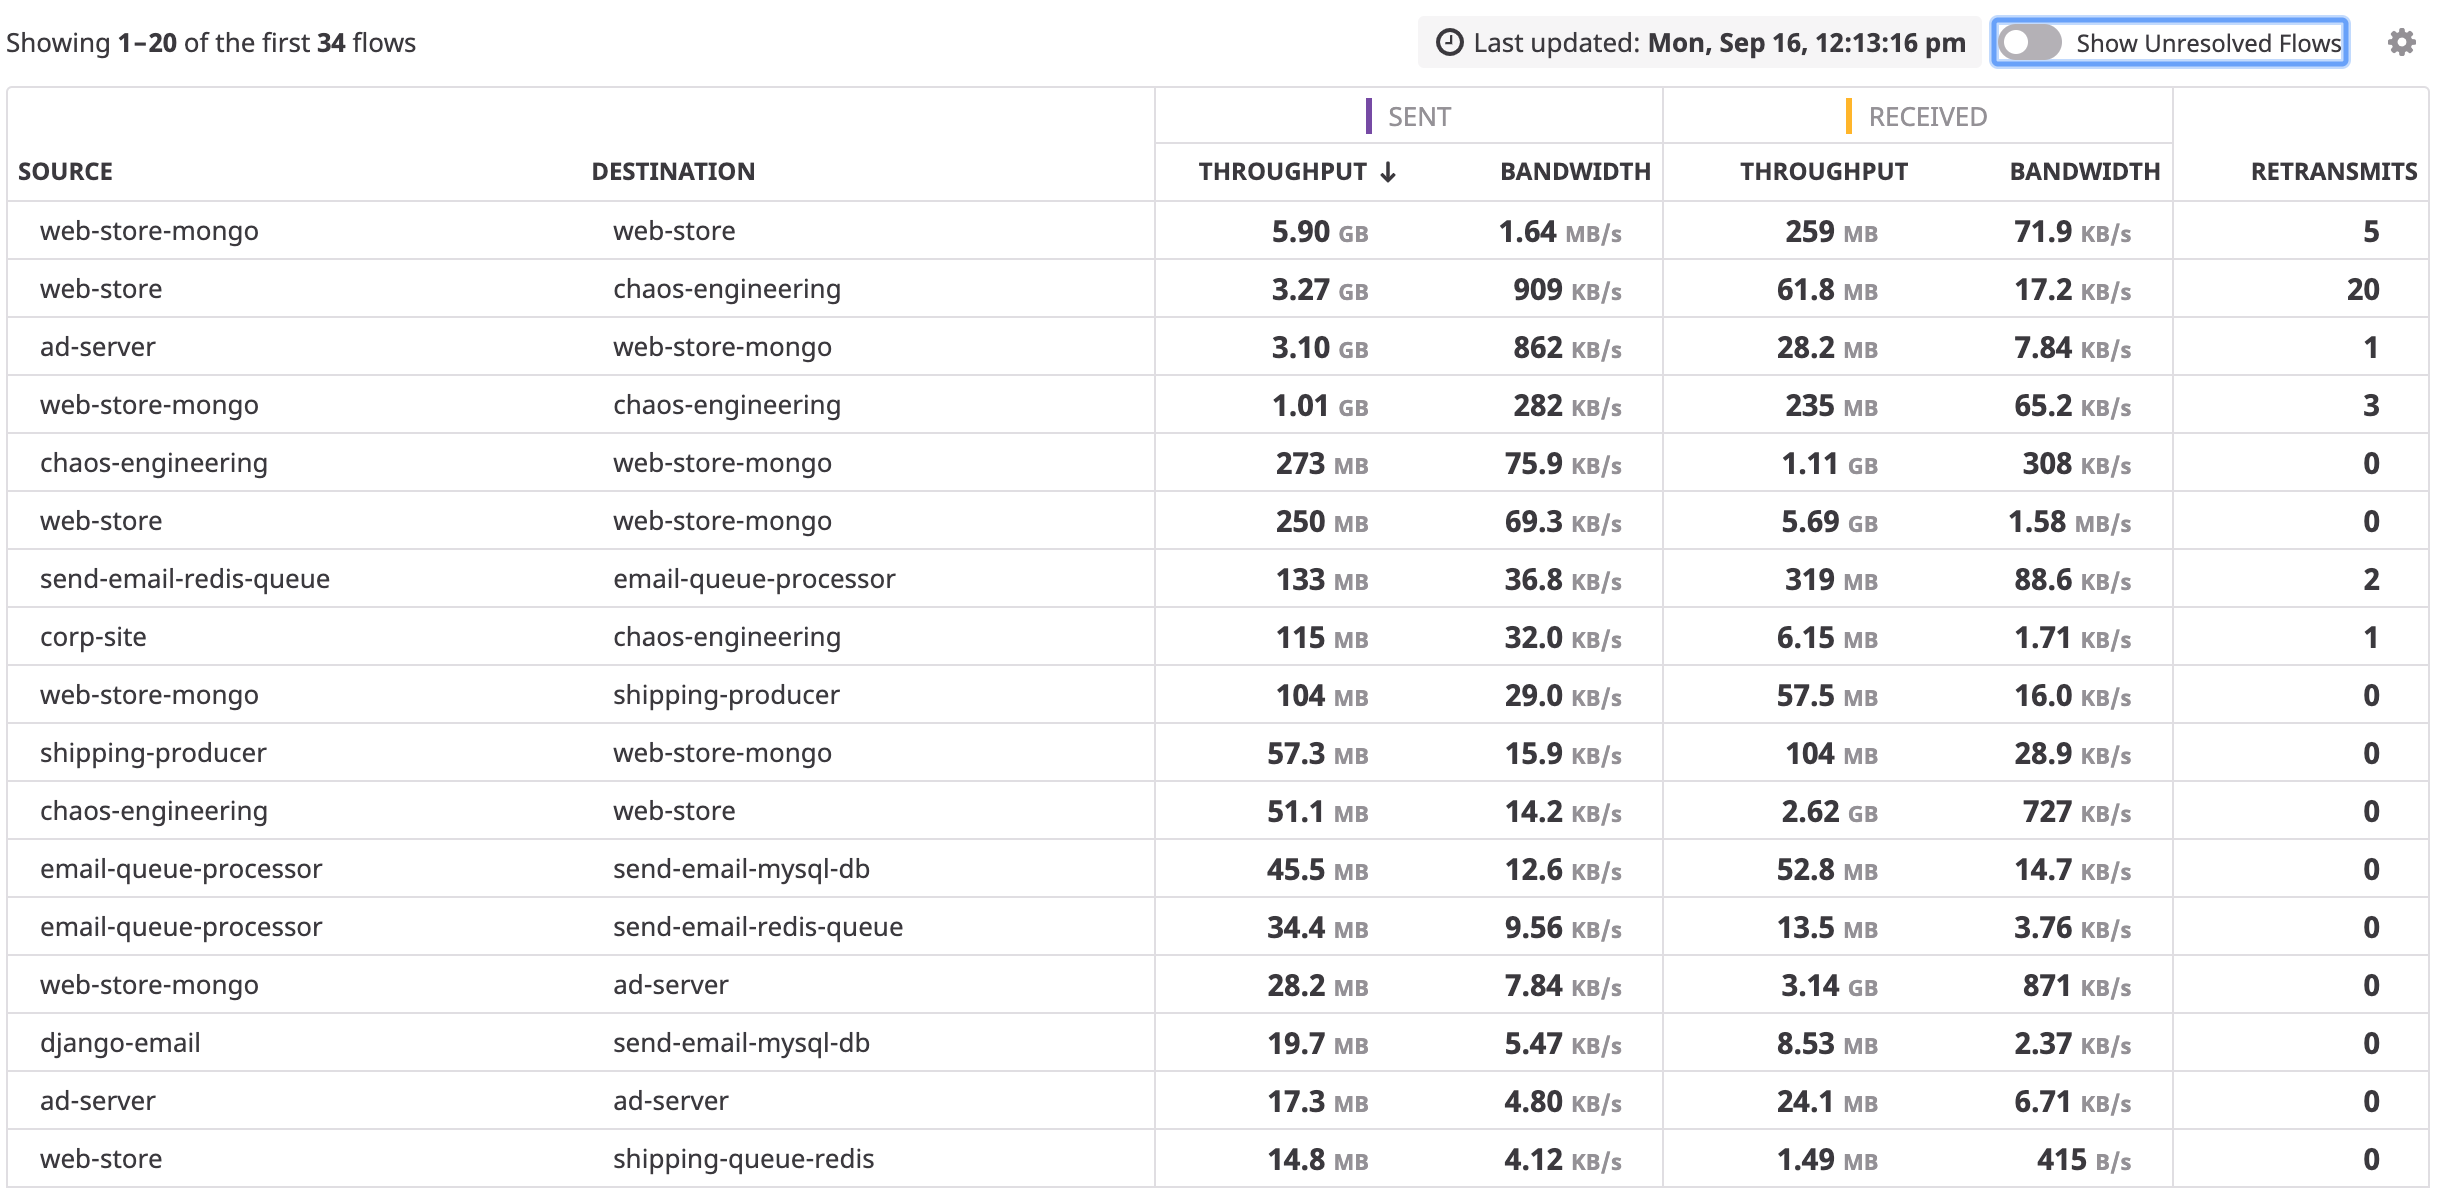 Showing 1–20 of the first 34 flows Last updated: Mon, Sep 16, 12:13:16 pm Show Unresolved Flows
SENT RECEIVED
SOURCE DESTINATION THROUGHPUT ↓ BANDWIDTH THROUGHPUT BANDWIDTH RETRANSMITS
web-store-mongo web-store 5.90 GB 1.64 MB/s 259 MB 71.9 KB/s 5
web-store chaos-engineering 3.27 GB 909 KB/s 61.8 MB 17.2 KB/s 20
ad-server web-store-mongo 3.10 GB 862 KB/s 28.2 MB 7.84 KB/s 1
web-store-mongo chaos-engineering 1.01 GB 282 KB/s 235 MB 65.2 KB/s 3
chaos-engineering web-store-mongo 273 MB 75.9 KB/s 1.11 GB 308 KB/s 0
web-store web-store-mongo 250 MB 69.3 KB/s 5.69 GB 1.58 MB/s 0
send-email-redis-queue email-queue-processor 133 MB 36.8 KB/s 319 MB 88.6 KB/s 2
corp-site chaos-engineering 115 MB 32.0 KB/s 6.15 MB 1.71 KB/s 1
web-store-mongo shipping-producer 104 MB 29.0 KB/s 57.5 MB 16.0 KB/s 0
shipping-producer web-store-mongo 57.3 MB 15.9 KB/s 104 MB 28.9 KB/s 0
chaos-engineering web-store 51.1 MB 14.2 KB/s 2.62 GB 727 KB/s 0
email-queue-processor send-email-mysql-db 45.5 MB 12.6 KB/s 52.8 MB 14.7 KB/s 0
email-queue-processor send-email-redis-queue 34.4 MB 9.56 KB/s 13.5 MB 3.76 KB/s 0
web-store-mongo ad-server 28.2 MB 7.84 KB/s 3.14 GB 871 KB/s 0
django-email send-email-mysql-db 19.7 MB 5.47 KB/s 8.53 MB 2.37 KB/s 0
ad-server ad-server 17.3 MB 4.80 KB/s 24.1 MB 6.71 KB/s 0
web-store shipping-queue-redis 14.8 MB 4.12 KB/s 1.49 MB 415 B/s 0